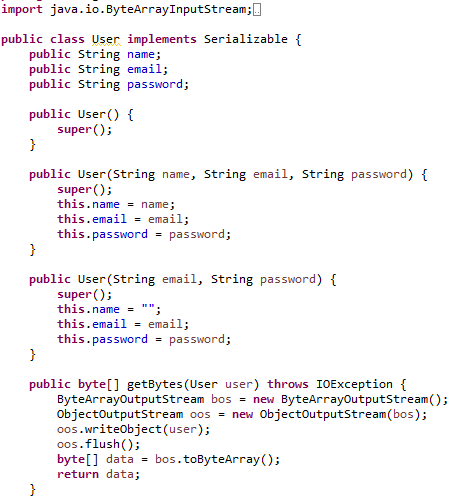 import java.io.ByteArrayInputStream;

public class User implements Serializable {
    public String name;
    public String email;
    public String password;

    public User() {
        super();
    }

    public User(String name, String email, String password) {
        super();
        this.name = name;
        this.email = email;
        this.password = password;
    }

    public User(String email, String password) {
        super();
        this.name = "";
        this.email = email;
        this.password = password;
    }

    public byte[] getBytes(User user) throws IOException {
        ByteArrayOutputStream bos = new ByteArrayOutputStream();
        ObjectOutputStream oos = new ObjectOutputStream(bos);
        oos.writeObject(user);
        oos.flush();
        byte[] data = bos.toByteArray();
        return data;
    }